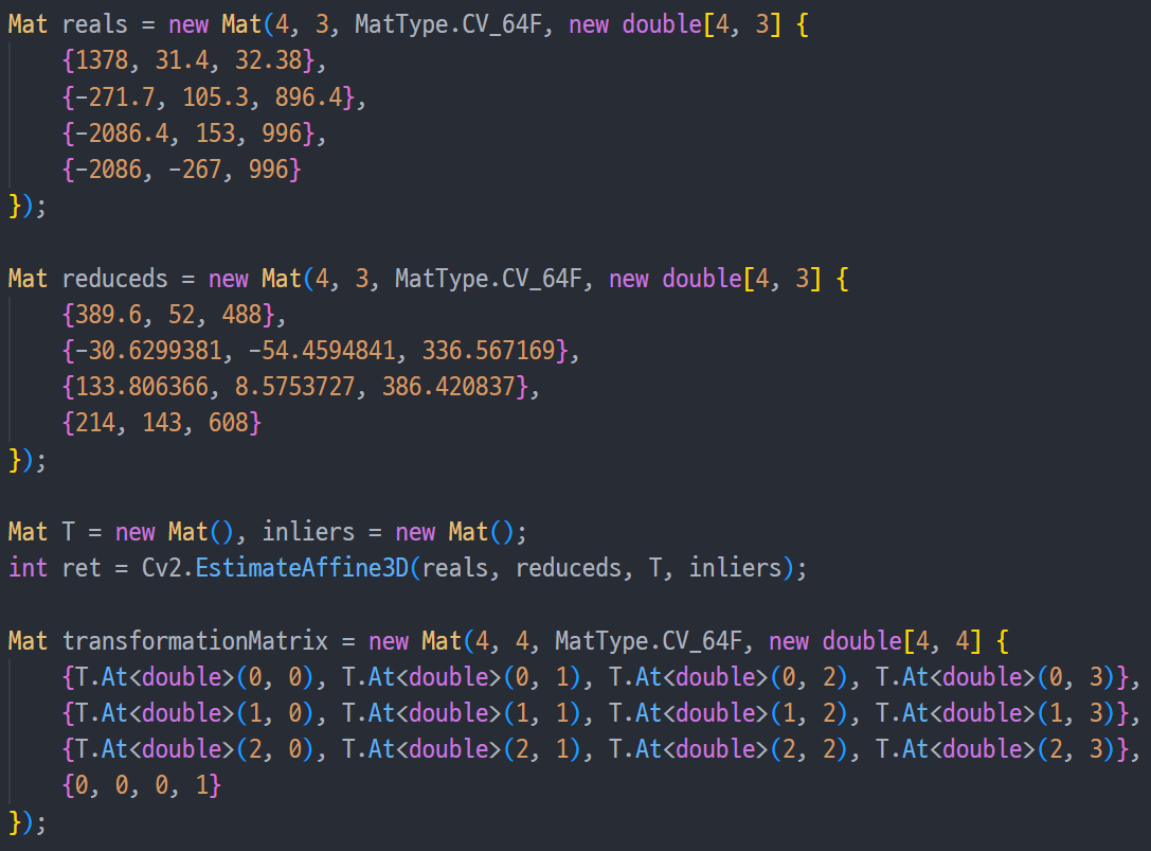 Mat reals = new Mat(4, 3, MatType.CV_64F, new double[4, 3] {
    {1378, 31.4, 32.38},
    {-271.7, 105.3, 896.4},
    {-2086.4, 153, 996},
    {-2086, -267, 996}
});

Mat reduceds = new Mat(4, 3, MatType.CV_64F, new double[4, 3] {
    {389.6, 52, 488},
    {-30.6299381, -54.4594841, 336.567169},
    {133.806366, 8.5753727, 386.420837},
    {214, 143, 608}
});

Mat T = new Mat(), inliers = new Mat();
int ret = Cv2.EstimateAffine3D(reals, reduceds, T, inliers);

Mat transformationMatrix = new Mat(4, 4, MatType.CV_64F, new double[4, 4] {
    {T.At<double>(0, 0), T.At<double>(0, 1), T.At<double>(0, 2), T.At<double>(0, 3)},
    {T.At<double>(1, 0), T.At<double>(1, 1), T.At<double>(1, 2), T.At<double>(1, 3)},
    {T.At<double>(2, 0), T.At<double>(2, 1), T.At<double>(2, 2), T.At<double>(2, 3)},
    {0, 0, 0, 1}
});